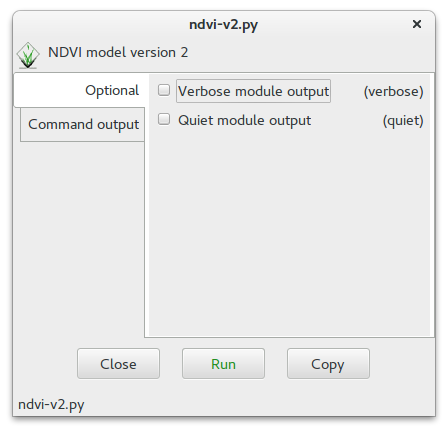 ndvi-v2.py
NDVI model version 2
Optional
Verbose module output (verbose)
Command output
Quiet module output (quiet)
Close Run Copy
ndvi-v2.py